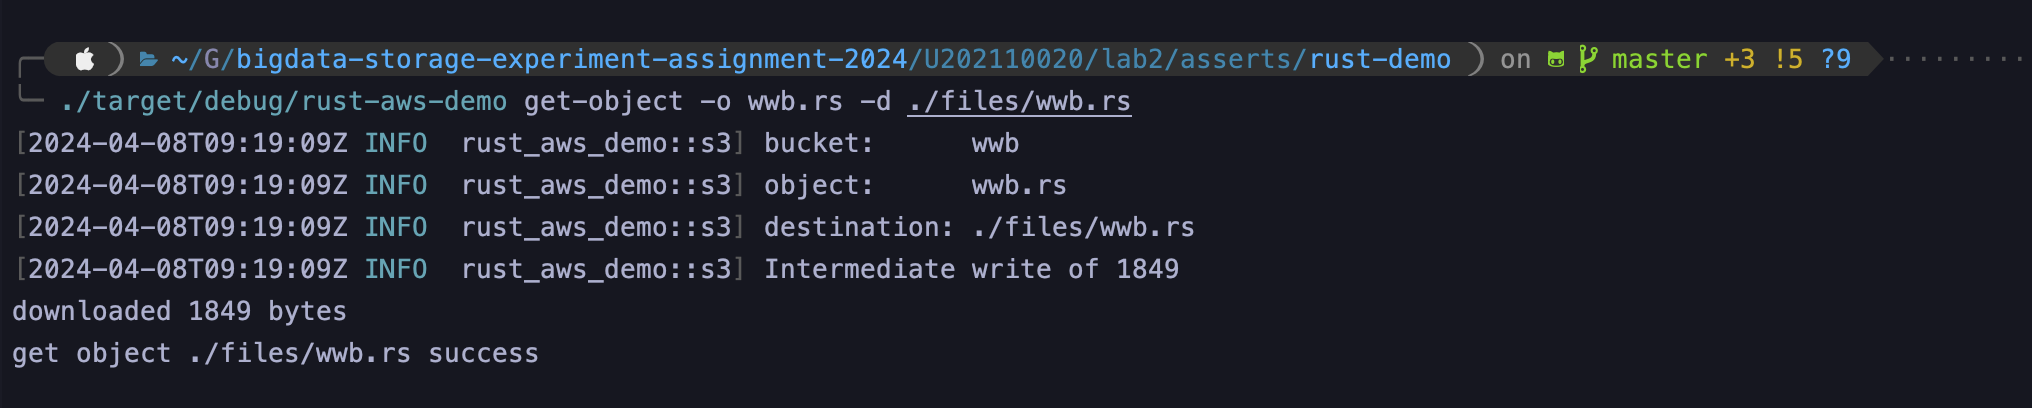 ~/G/bigdata-storage-experiment-assignment-2024/U202110020/lab2/asserts/rust-demo on master +3 !5 ?9
./target/debug/rust-aws-demo get-object -o wwb.rs -d ./files/wwb.rs
[2024-04-08T09:19:09Z INFO  rust_aws_demo::s3] bucket:      wwb
[2024-04-08T09:19:09Z INFO  rust_aws_demo::s3] object:      wwb.rs
[2024-04-08T09:19:09Z INFO  rust_aws_demo::s3] destination: ./files/wwb.rs
[2024-04-08T09:19:09Z INFO  rust_aws_demo::s3] Intermediate write of 1849
downloaded 1849 bytes
get object ./files/wwb.rs success